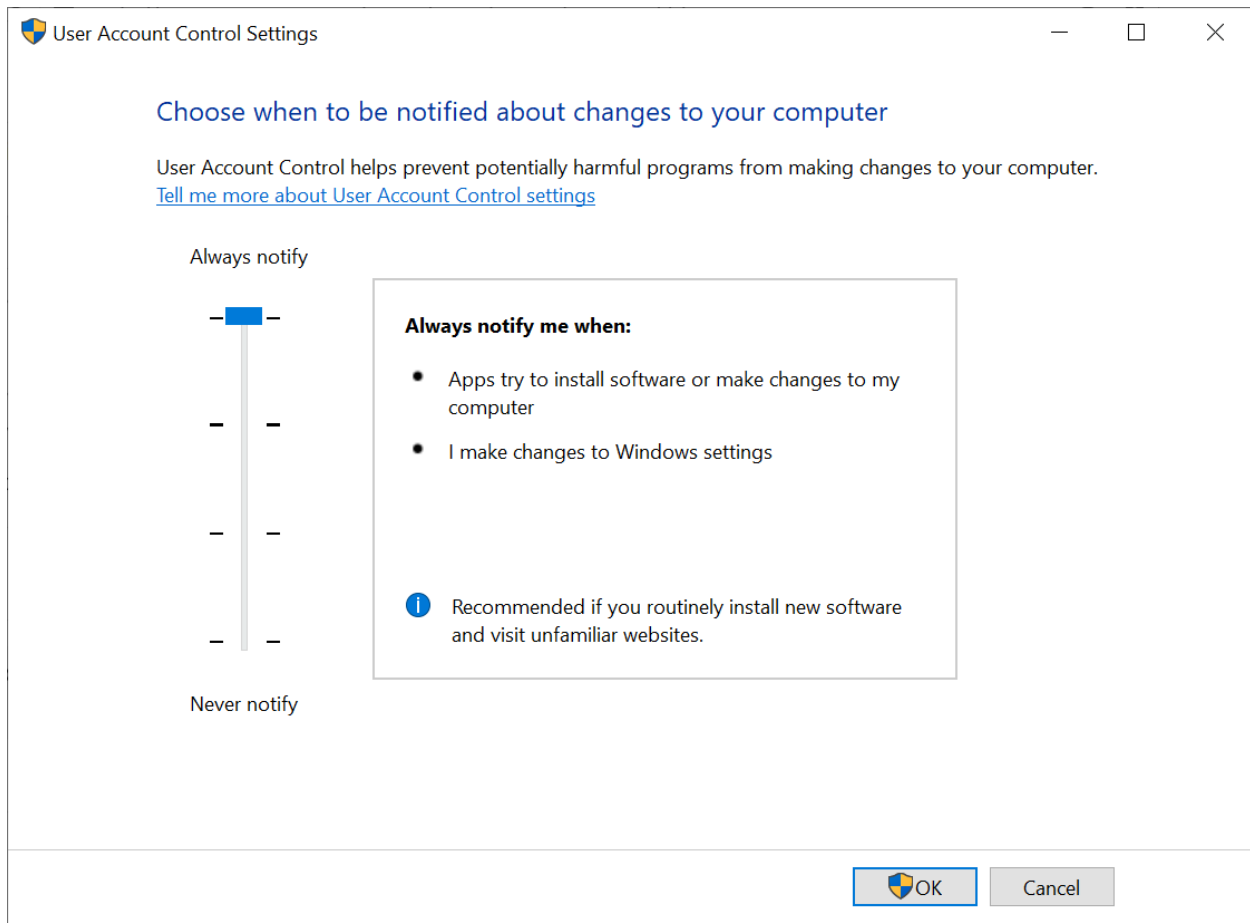 User Account Control Settings
Choose when to be notified about changes to your computer
User Account Control helps prevent potentially harmful programs from making changes to your computer.
Tell me more about User Account Control settings
Always notify
Always notify me when:
Apps try to install software or make changes to my
computer
I make changes to Windows settings
Recommended if you routinely install new software
and visit unfamiliar websites.
Never notify
OK
Cancel